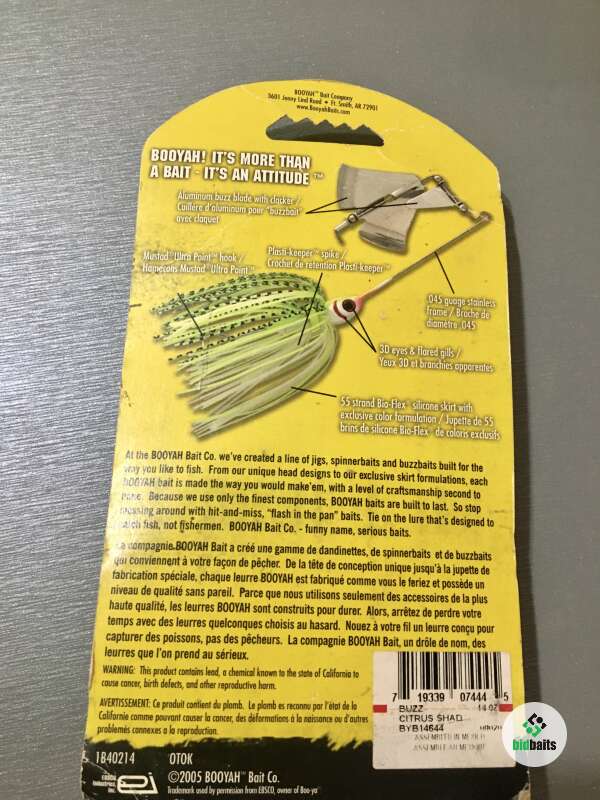 BOOYAH™ Bait Company
3601 Jenny Lind Road • Ft. Smith, AR 72901
www.BooyahBaits.com
BOOYAH! IT'S MORE THAN
A BAIT - IT'S AN ATTITUDE ™
Aluminum buzz blade with clacker /
Cuillère d'aluminum pour "buzzbait"
avec claquet
Mustad® Ultra Point™ hook /
Hameçons Mustad® Ultra Point™
Plasti-keeper™ spike /
Crochet de retention Plasti-keeper™
.045 guage stainless
frame / Broche de
diamètre .045
3D eyes & flared gills /
Yeux 3D et branchies apparentes
55 strand Bio-Flex™ silicone skirt with
exclusive color formulation / Jupette de 55
brins de silicone Bio-Flex™ de coloris exclusifs
At the BOOYAH Bait Co. we've created a line of jigs, spinnerbaits and buzzbaits built for the
way you like to fish. From our unique head designs to our exclusive skirt formulations, each
BOOYAH bait is made the way you would make'em, with a level of craftsmanship second to
none. Because we use only the finest components, BOOYAH baits are built to last. So stop
messing around with hit-and-miss, "flash in the pan" baits. Tie on the lure that's designed to
catch fish, not fishermen. BOOYAH Bait Co. - funny name, serious baits.
La compagnie BOOYAH Bait a créé une gamme de dandinettes, de spinnerbaits et de buzzbaits
qui conviennent à votre façon de pêcher. De la tête de conception unique jusqu'à la jupette de
fabrication spéciale, chaque leurre BOOYAH est fabriqué comme vous le feriez et possède un
niveau de qualité sans pareil. Parce que nous utilisons seulement des accessoires de la plus
haute qualité, les leurres BOOYAH sont construits pour durer. Alors, arrêtez de perdre votre
temps avec des leurres quelconques choisis au hasard. Nouez à votre fil un leurre conçu pour
capturer des poissons, pas des pêcheurs. La compagnie BOOYAH Bait, un drôle de nom, des
leurres que l'on prend au sérieux.
WARNING: This product contains lead, a chemical known to the state of California to
cause cancer, birth defects, and other reproductive harm.
AVERTISSEMENT: Ce produit contient du plomb. Le plomb es reconnu par l'état de la
Californie comme pouvant causer la cancer, des déformations à la naissance ou d'autres
problèmes connexes a la reproduction.
7 19339 07444 5
BUZZ
CITRUS SHAD
BYB14644
ASSEMBLED IN MEXICO
ASSEMBLÉ AU MEXIQUE
bidbaits
1B40214 OTOK
EBSCO
Industries,
Inc.
©2005 BOOYAH™ Bait Co.
Trademark used by permission from EBSCO, owner of Boo-ya™